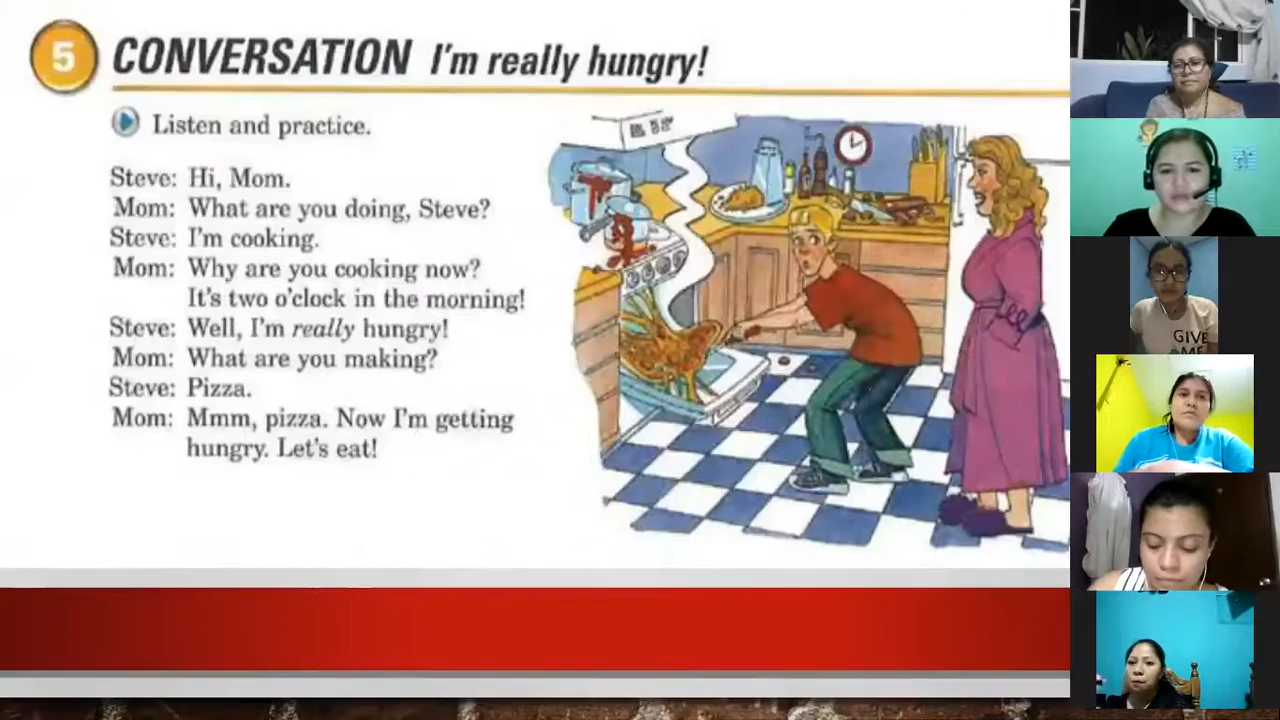 5 CONVERSATION I'm really hungry!
Listen and practice.
Steve: Hi, Mom.
Mom: What are you doing, Steve?
Steve: I'm cooking.
Mom: Why are you cooking now?
It's two o'clock in the morning!
Steve: Well, I'm really hungry!
Mom: What are you making?
Steve: Pizza.
Mom: Mmm, pizza. Now I'm getting
hungry. Let's eat!
GIVE
ME